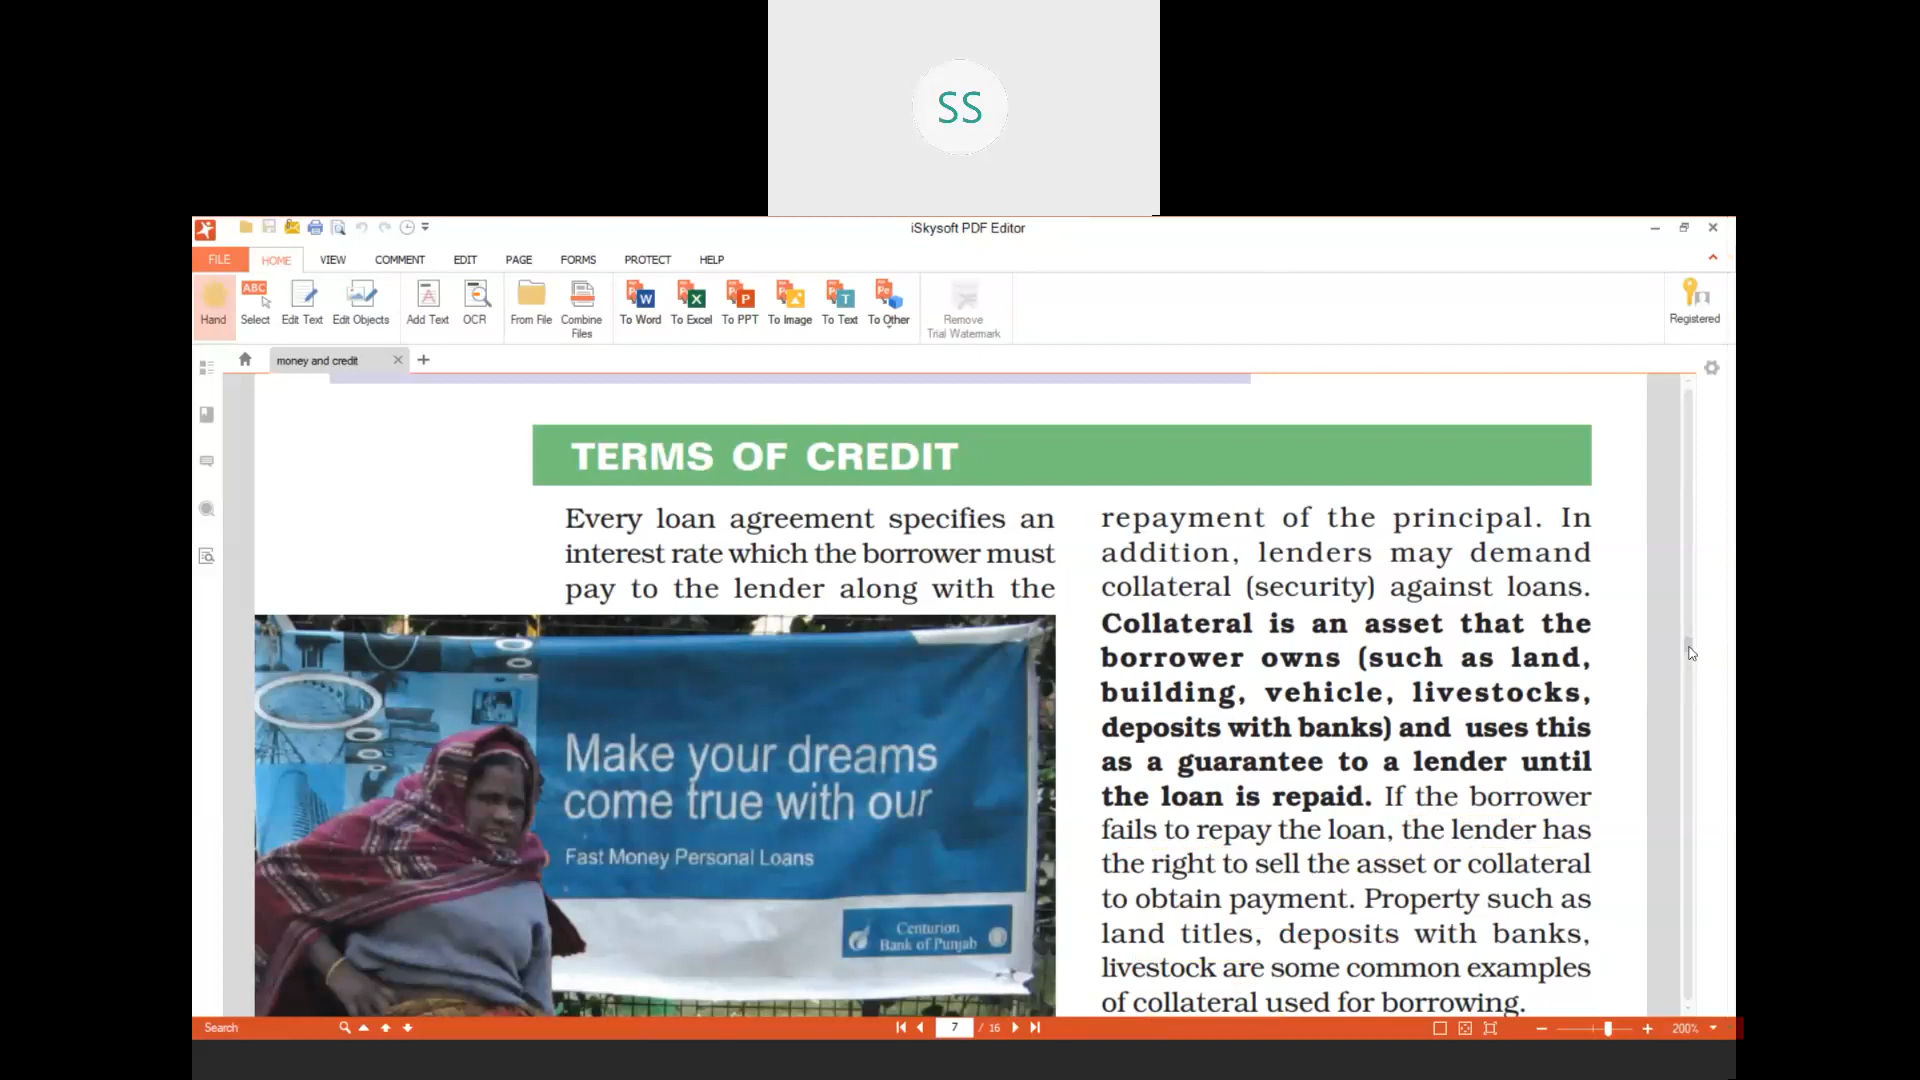 SS
iSkysoft PDF Editor
FILE HOME VIEW COMMENT EDIT PAGE FORMS PROTECT HELP
Hand
ABC
Select
Edit Text
Edit Objects
Add Text
OCR
From File
Combine
Files
To Word
To Excel
To PPT
To Image
To Text
To Other
Remove
Trial Watermark
Registered
money and credit
TERMS OF CREDIT
Every loan agreement specifies an
interest rate which the borrower must
pay to the lender along with the
Make your dreams
come true with our
Fast Money Personal Loans
Centurion
Bank of Punjab
repayment of the principal. In
addition, lenders may demand
collateral (security) against loans.
Collateral is an asset that the
borrower owns (such as land,
building, vehicle, livestocks,
deposits with banks) and uses this
as a guarantee to a lender until
the loan is repaid. If the borrower
fails to repay the loan, the lender has
the right to sell the asset or collateral
to obtain payment. Property such as
land titles, deposits with banks,
livestock are some common examples
of collateral used for borrowing.
Search
7 / 16
200%